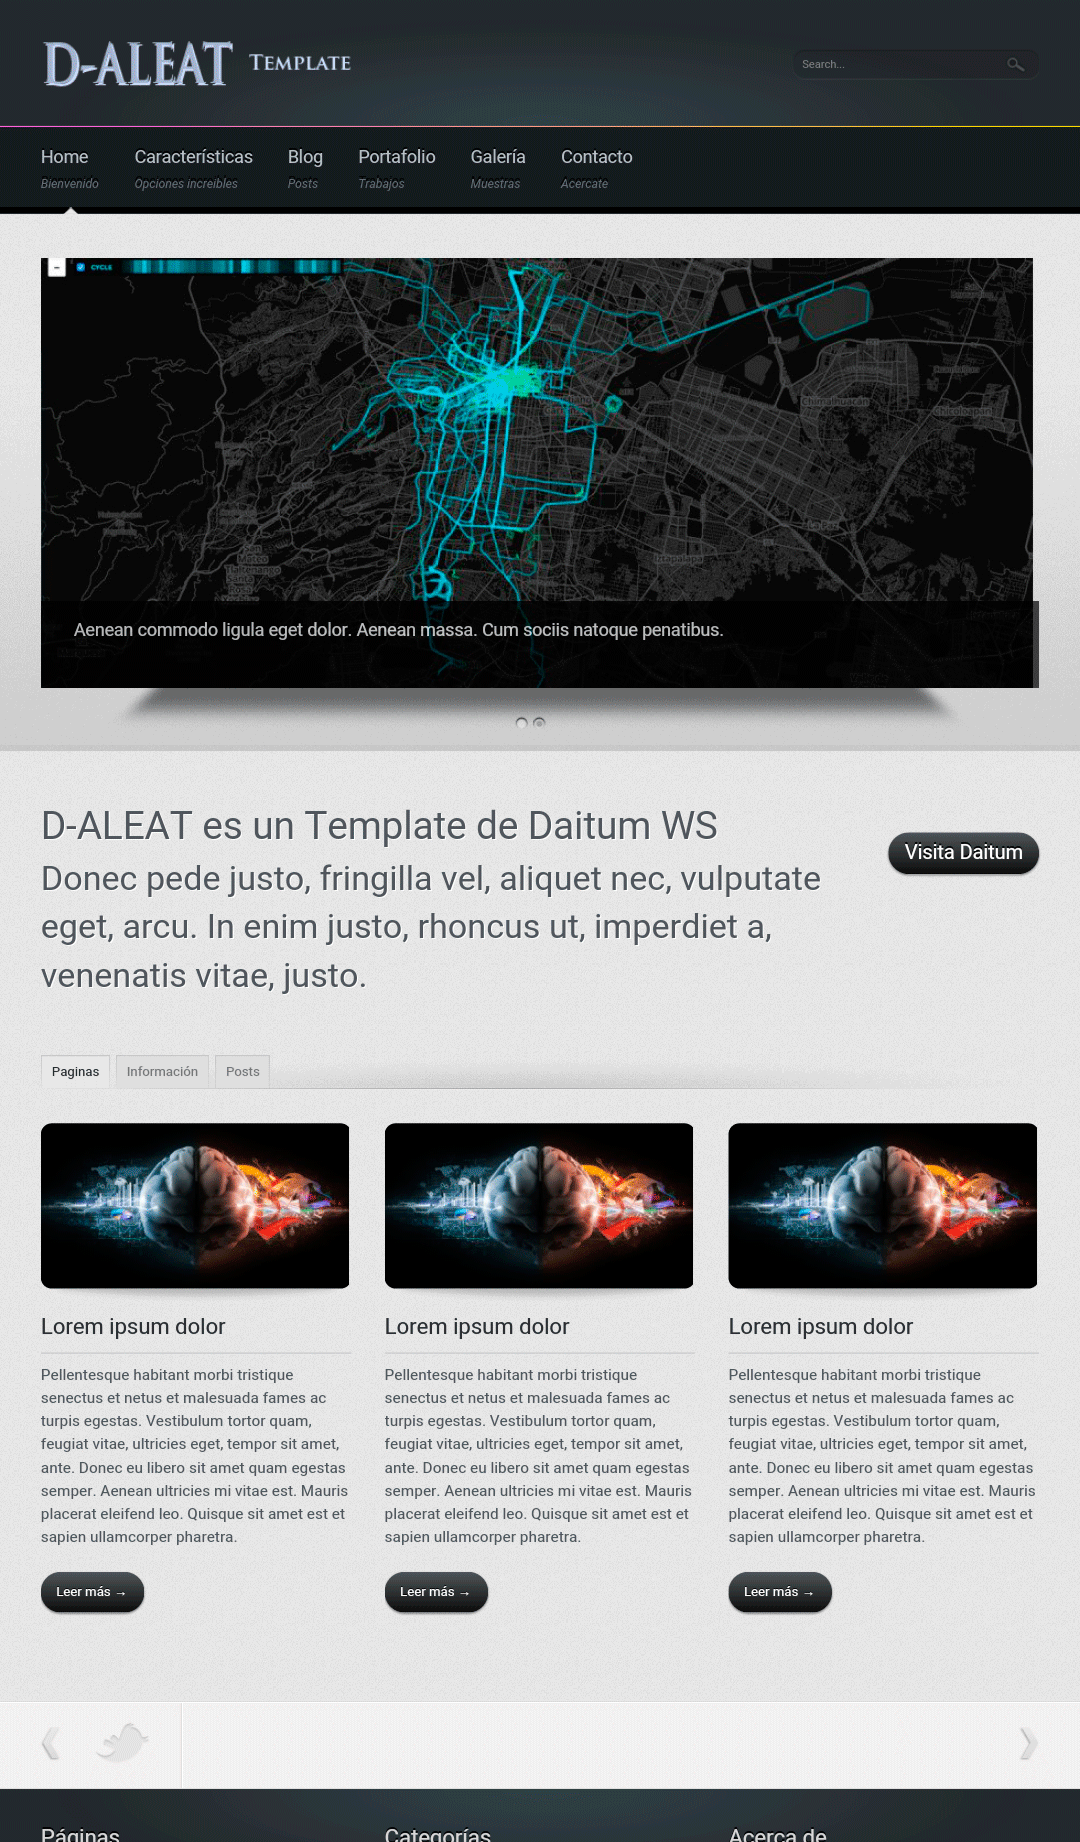 D-ALEAT TEMPLATE
Search...
Home
Características
Blog
Portafolio
Galería
Contacto
Bienvenido
Opciones increibles
Posts
Trabajos
Muestras
Acercate
CYCLE
Chimalhuacán
Chicoloapan
La Paz
Iztapalapa
Aenean commodo ligula eget dolor. Aenean massa. Cum sociis natoque penatibus.
D-ALEAT es un Template de Daitum WS
Visita Daitum
Donec pede justo, fringilla vel, aliquet nec, vulputate
eget, arcu. In enim justo, rhoncus ut, imperdiet a,
venenatis vitae, justo.
Paginas
Información
Posts
Lorem ipsum dolor
Pellentesque habitant morbi tristique
senectus et netus et malesuada fames ac
turpis egestas. Vestibulum tortor quam,
feugiat vitae, ultricies eget, tempor sit amet,
ante. Donec eu libero sit amet quam egestas
semper. Aenean ultricies mi vitae est. Mauris
placerat eleifend leo. Quisque sit amet est et
sapien ullamcorper pharetra.
Leer más →
Lorem ipsum dolor
Pellentesque habitant morbi tristique
senectus et netus et malesuada fames ac
turpis egestas. Vestibulum tortor quam,
feugiat vitae, ultricies eget, tempor sit amet,
ante. Donec eu libero sit amet quam egestas
semper. Aenean ultricies mi vitae est. Mauris
placerat eleifend leo. Quisque sit amet est et
sapien ullamcorper pharetra.
Leer más →
Lorem ipsum dolor
Pellentesque habitant morbi tristique
senectus et netus et malesuada fames ac
turpis egestas. Vestibulum tortor quam,
feugiat vitae, ultricies eget, tempor sit amet,
ante. Donec eu libero sit amet quam egestas
semper. Aenean ultricies mi vitae est. Mauris
placerat eleifend leo. Quisque sit amet est et
sapien ullamcorper pharetra.
Leer más →
Páginas
Categorías
Acerca de